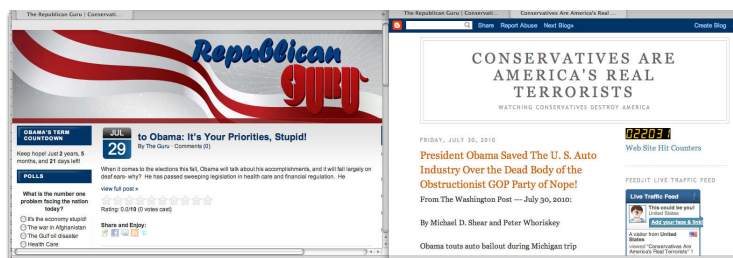 The Republican Guru | Conservati...
Republican
guru
OBAMA'S TERM
COUNTDOWN
Keep hope! Just 2 years, 5
months, and 21 days left!
POLLS
What is the number one
problem facing the nation
today?
It's the economy stupid!
The war in Afghanistan
The Gulf oil disaster
Health Care
JUL
29
to Obama: It's Your Priorities, Stupid!
By The Guru - Comments (0)
When it comes to the elections this fall, Obama will talk about his accomplishments, and it will fall largely on
deaf ears- why? He has passed sweeping legislation in health care and financial regulation. He
view full post »
Rating: 0.0/10 (0 votes cast)
Share and Enjoy:
The Republican Guru | Conservati...
Conservatives Are America's Real ...
Share Report Abuse Next Blog»
Create Blog
CONSERVATIVES ARE
AMERICA'S REAL
TERRORISTS
WATCHING CONSERVATIVES DESTROY AMERICA
FRIDAY, JULY 30, 2010
President Obama Saved The U. S. Auto
Industry Over the Dead Body of the
Obstructionist GOP Party of Nope!
From The Washington Post --- July 30, 2010:
By Michael D. Shear and Peter Whoriskey
Obama touts auto bailout during Michigan trip
022031
Web Site Hit Counters
FEEDJIT LIVE TRAFFIC FEED
Live Traffic Feed
This could be you!
United States
Add your face & link!
A visitor from United
States
viewed "Conservatives Are
America's Real Terrorists" 1